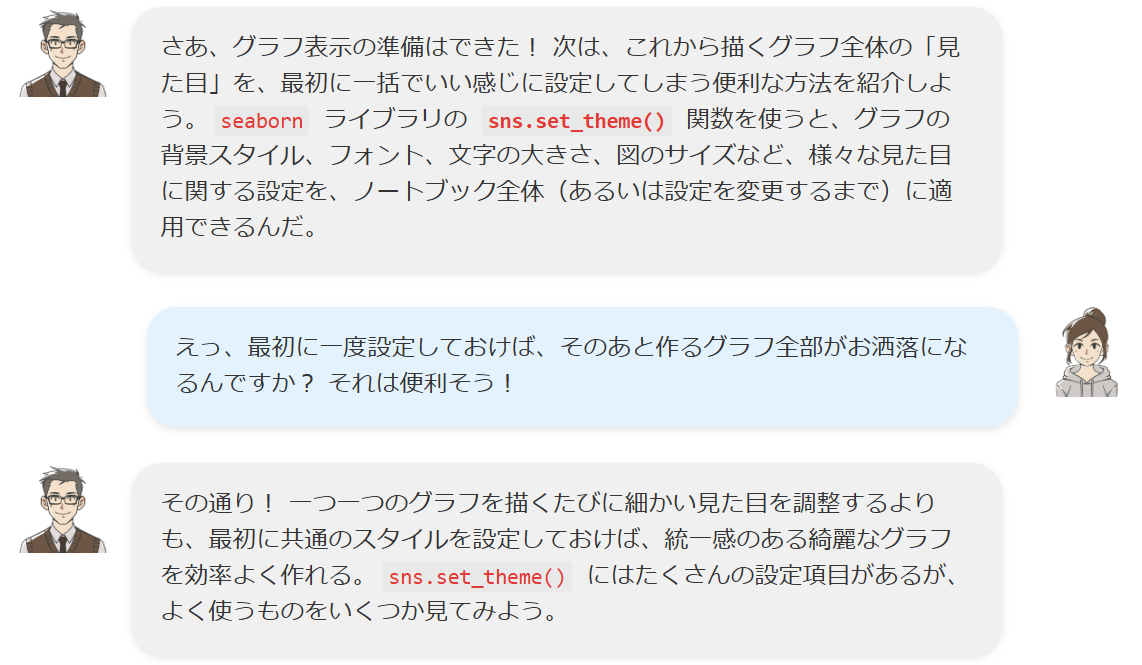 さあ、グラフ表示の準備はできた！ 次は、これから描くグラフ全体の「見
た目」を、最初に一括でいい感じに設定してしまう便利な方法を紹介しよ
う。 seaborn ライブラリの sns.set_theme() 関数を使うと、グラフの
背景スタイル、フォント、文字の大きさ、図のサイズなど、様々な見た目
に関する設定を、ノートブック全体（あるいは設定を変更するまで）に適
用できるんだ。
えっ、最初に一度設定しておけば、そのあと作るグラフ全部がお洒落にな
るんですか？ それは便利そう！
その通り！ 一つ一つのグラフを描くたびに細かい見た目を調整するより
も、最初に共通のスタイルを設定しておけば、統一感のある綺麗なグラフ
を効率よく作れる。 sns.set_theme() にはたくさんの設定項目があるが、
よく使うものをいくつか見てみよう。